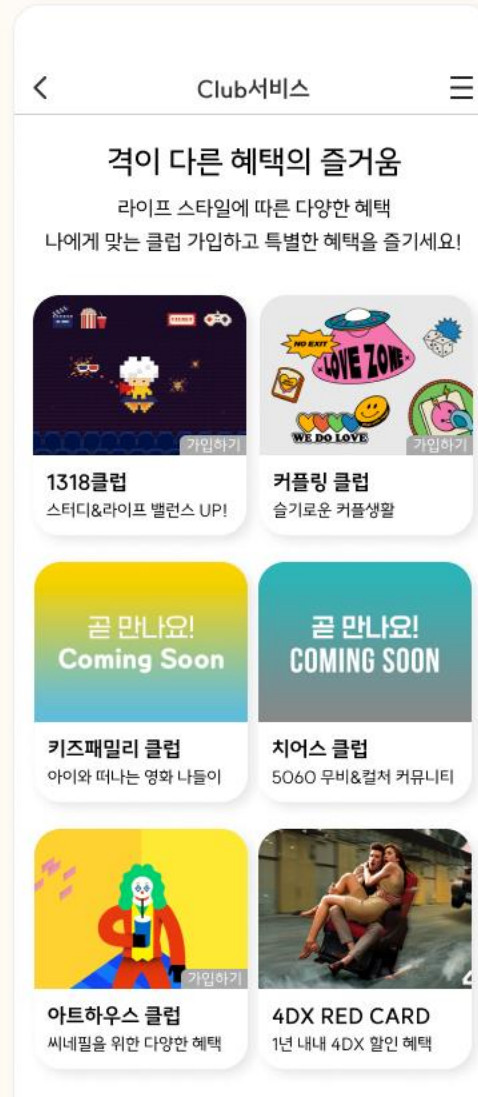 Club서비스
격이 다른 혜택의 즐거움
라이프 스타일에 따른 다양한 혜택
나에게 맞는 클럽 가입하고 특별한 혜택을 즐기세요!
NO EXIT
LOVE ZONE
WE DO LOVE
가입하기
가입하기
1318클럽
스터디&라이프 밸런스 UP!
커플링 클럽
슬기로운 커플생활
곧 만나요!
Coming Soon
곧 만나요!
COMING SOON
키즈패밀리 클럽
아이와 떠나는 영화 나들이
치어스 클럽
5060 무비&컬처 커뮤니티
가입하기
아트하우스 클럽
씨네필을 위한 다양한 혜택
4DX RED CARD
1년 내내 4DX 할인 혜택